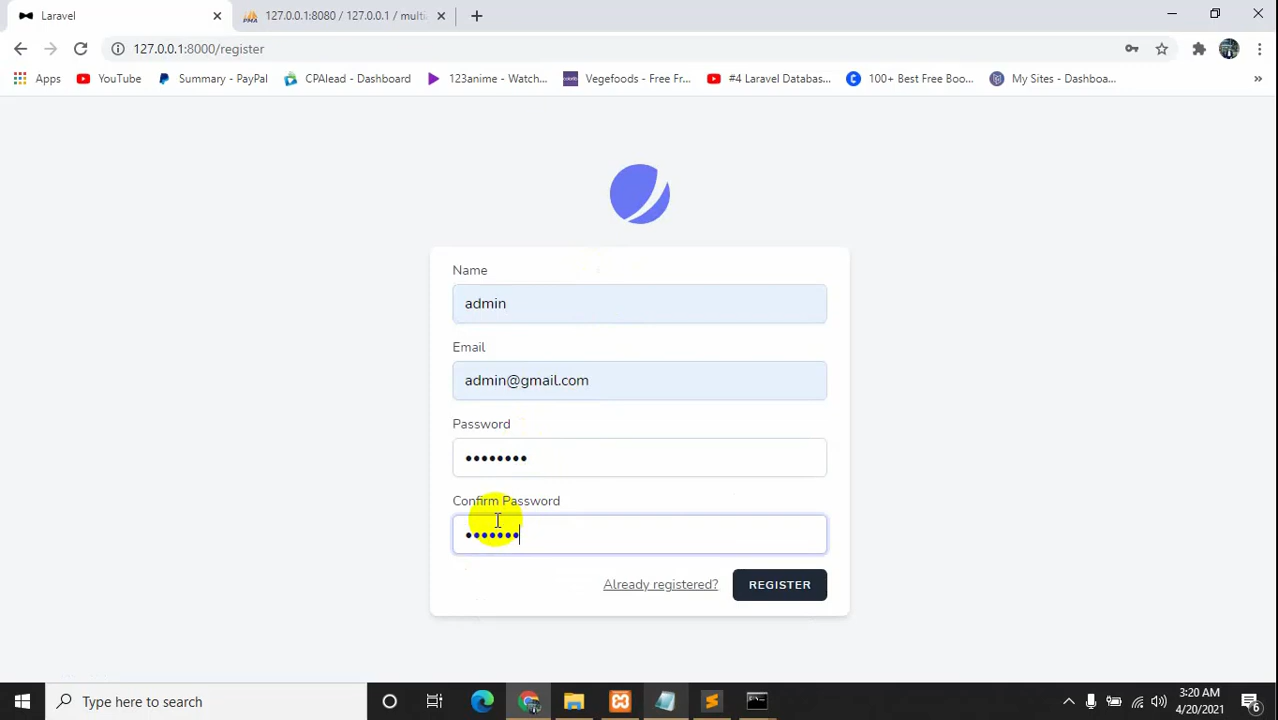 Laravel
127.0.0.1:8080 / 127.0.0.1 / multi
127.0.0.1:8000/register
Apps
YouTube
Summary - PayPal
CPAlead - Dashboard
123anime - Watch...
Vegefoods - Free Fr...
#4 Laravel Databas...
100+ Best Free Boo...
My Sites - Dashboa...
»
Name
admin
Email
admin@gmail.com
Password
••••••••
Confirm Password
•••••••
Already registered?
REGISTER
Type here to search
3:20 AM
4/20/2021
6